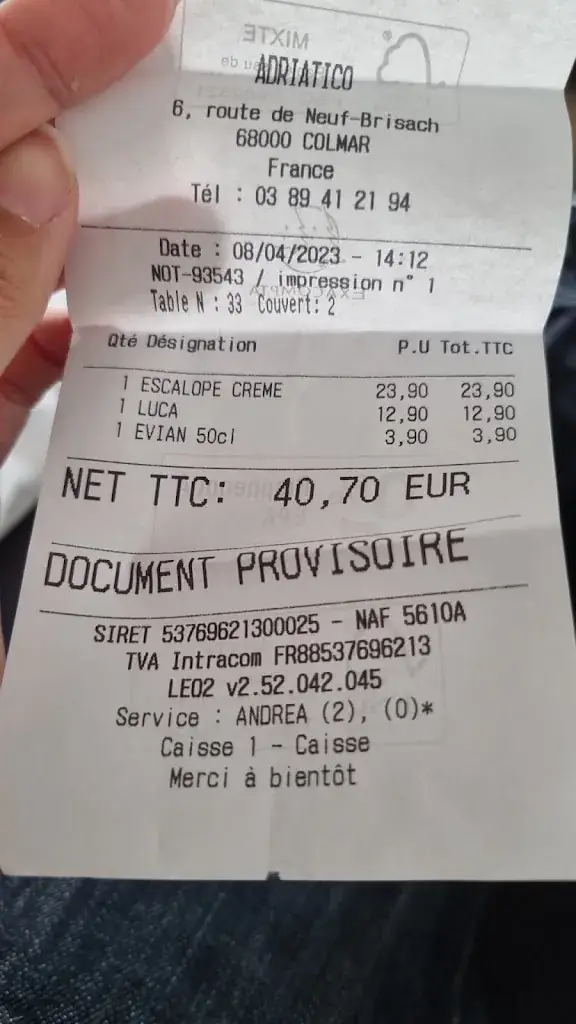 MIXTE
ADRIATICO
6, route de Neuf-Brisach
68000 COLMAR
France
Tél : 03 89 41 21 94
Date : 08/04/2023 - 14:12
NOT-93543 / impression n° 1
EXACOMPTA
Table N : 33 Couvert: 2
Qté Désignation P.U Tot.TTC
1 ESCALOPE CREME 23,90 23,90
1 LUCA 12,90 12,90
1 EVIAN 50cl 3,90 3,90
NET TTC: 40,70 EUR
DOCUMENT PROVISOIRE
SIRET 53769621300025 - NAF 5610A
TVA Intracom FR88537696213
LEO2 v2.52.042.045
Service : ANDREA (2), (0)*
Caisse 1 - Caisse
Merci à bientôt